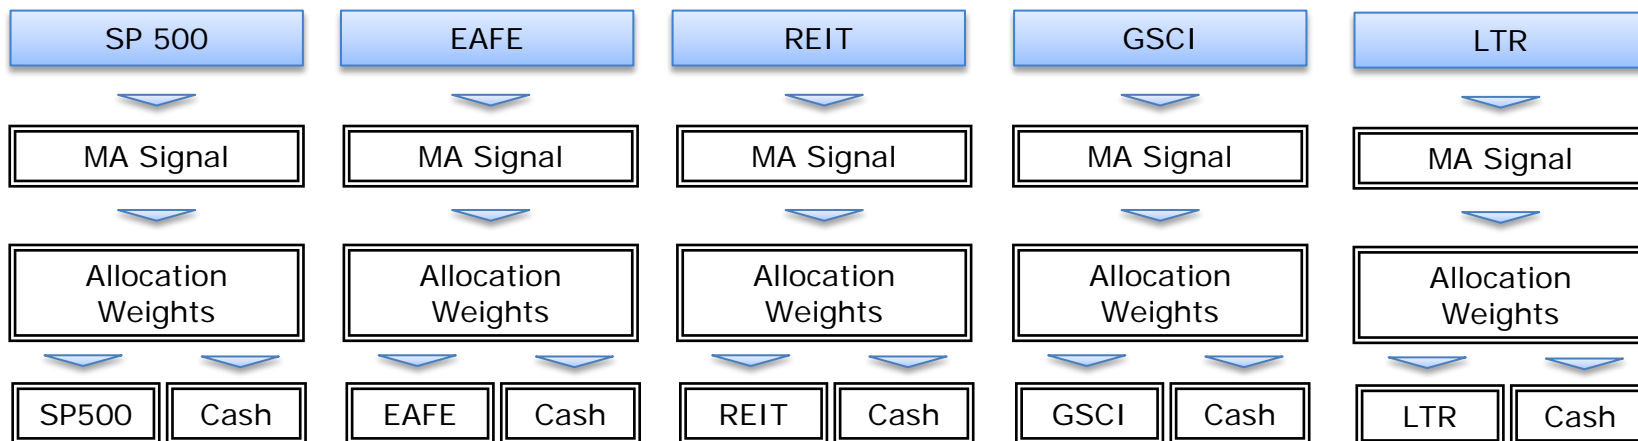 SP 500
EAFE
REIT
GSCI
LTR
MA Signal
MA Signal
MA Signal
MA Signal
MA Signal
Allocation
Weights
Allocation
Weights
Allocation
Weights
Allocation
Weights
Allocation
Weights
SP500
Cash
EAFE
Cash
REIT
Cash
GSCI
Cash
LTR
Cash